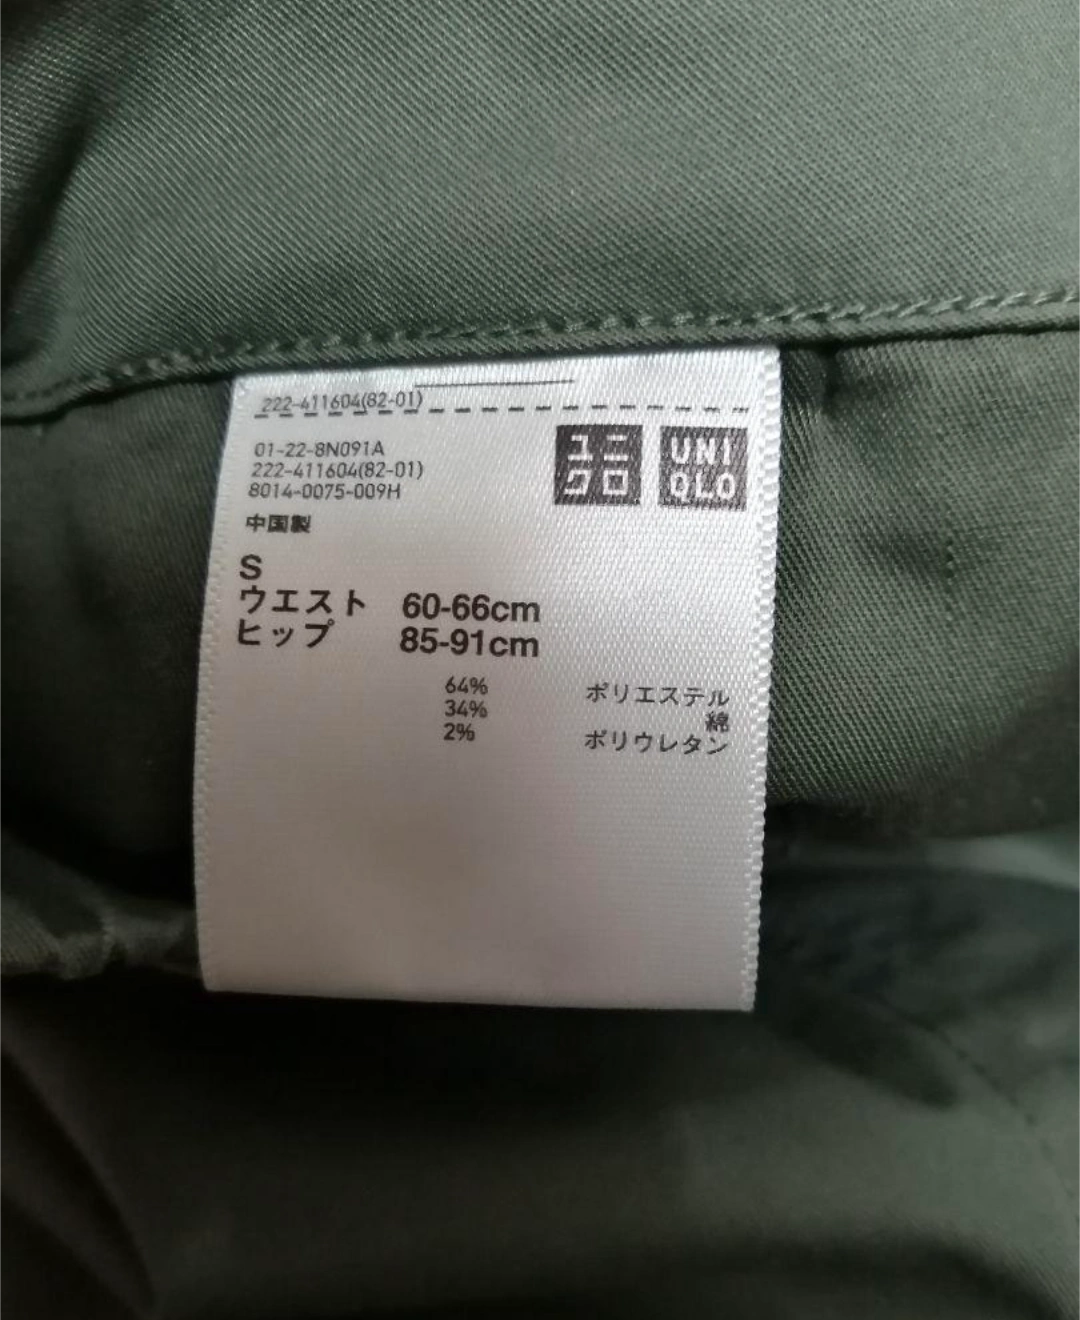 222-411604(82-01)
01-22-8N091A
222-411604(82-01)
8014-0075-009H
ユニ
クロ
UNI
QLO
中国製
S
ウエスト 60-66cm
ヒップ 85-91cm
64% ポリエステル
34% 綿
2% ポリウレタン